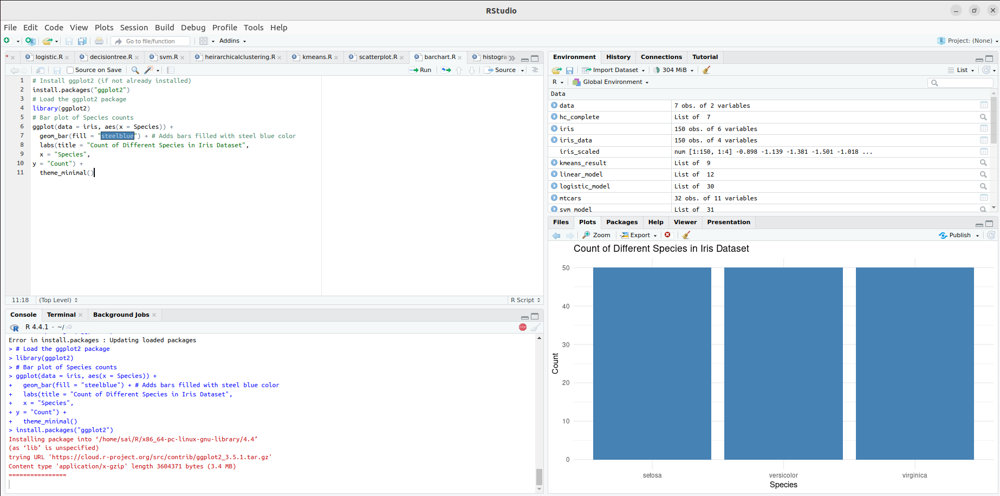 RStudio
File Edit Code View Plots Session Build Debug Profile Tools Help
Go to file/function Addins Project: (None)
* logistic.R decisiontree.R svm.R heirarchicalclustering.R kmeans.R scatterplot.R barchart.R histogra
Source on Save Run Source
1 # Install ggplot2 (if not already installed)
2 install.packages("ggplot2")
3 # Load the ggplot2 package
4 library(ggplot2)
5 # Bar plot of Species counts
6 ggplot(data = iris, aes(x = Species)) +
7 geom_bar(fill = "steelblue") + # Adds bars filled with steel blue color
8 labs(title = "Count of Different Species in Iris Dataset",
9 x = "Species",
10 y = "Count") +
11 theme_minimal()
11:18 (Top Level) R Script
Console Terminal Background Jobs
R 4.4.1 · ~/
Error in install.packages : Updating loaded packages
> # Load the ggplot2 package
> library(ggplot2)
> # Bar plot of Species counts
> ggplot(data = iris, aes(x = Species)) +
+ geom_bar(fill = "steelblue") + # Adds bars filled with steel blue color
+ labs(title = "Count of Different Species in Iris Dataset",
+ x = "Species",
+ y = "Count") +
+ theme_minimal()
> install.packages("ggplot2")
Installing package into ‘/home/sai/R/x86_64-pc-linux-gnu-library/4.4’
(as ‘lib’ is unspecified)
trying URL 'https://cloud.r-project.org/src/contrib/ggplot2_3.5.1.tar.gz'
Content type 'application/x-gzip' length 3604371 bytes (3.4 MB)
================
Environment History Connections Tutorial
Import Dataset 304 MiB List
R Global Environment
Data
data 7 obs. of 2 variables
hc_complete List of 7
iris 150 obs. of 6 variables
iris_data 150 obs. of 4 variables
iris_scaled num [1:150, 1:4] -0.898 -1.139 -1.381 -1.501 -1.018 ...
kmeans_result List of 9
linear_model List of 12
logistic_model List of 30
mtcars 32 obs. of 11 variables
svm_model List of 31
Files Plots Packages Help Viewer Presentation
Zoom Export Publish
Count of Different Species in Iris Dataset
50
40
30
20
10
0
Count
setosa versicolor virginica
Species